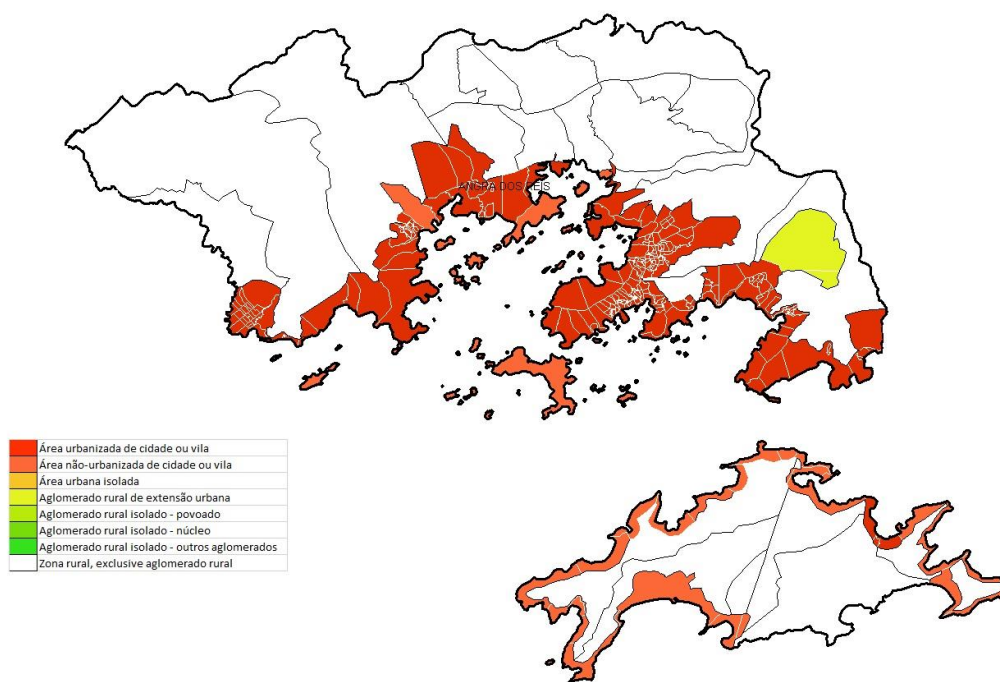 ANGRA DOS REIS
Área urbanizada de cidade ou vila
Área não-urbanizada de cidade ou vila
Área urbana isolada
Aglomerado rural de extensão urbana
Aglomerado rural isolado - povoado
Aglomerado rural isolado - núcleo
Aglomerado rural isolado - outros aglomerados
Zona rural, exclusive aglomerado rural